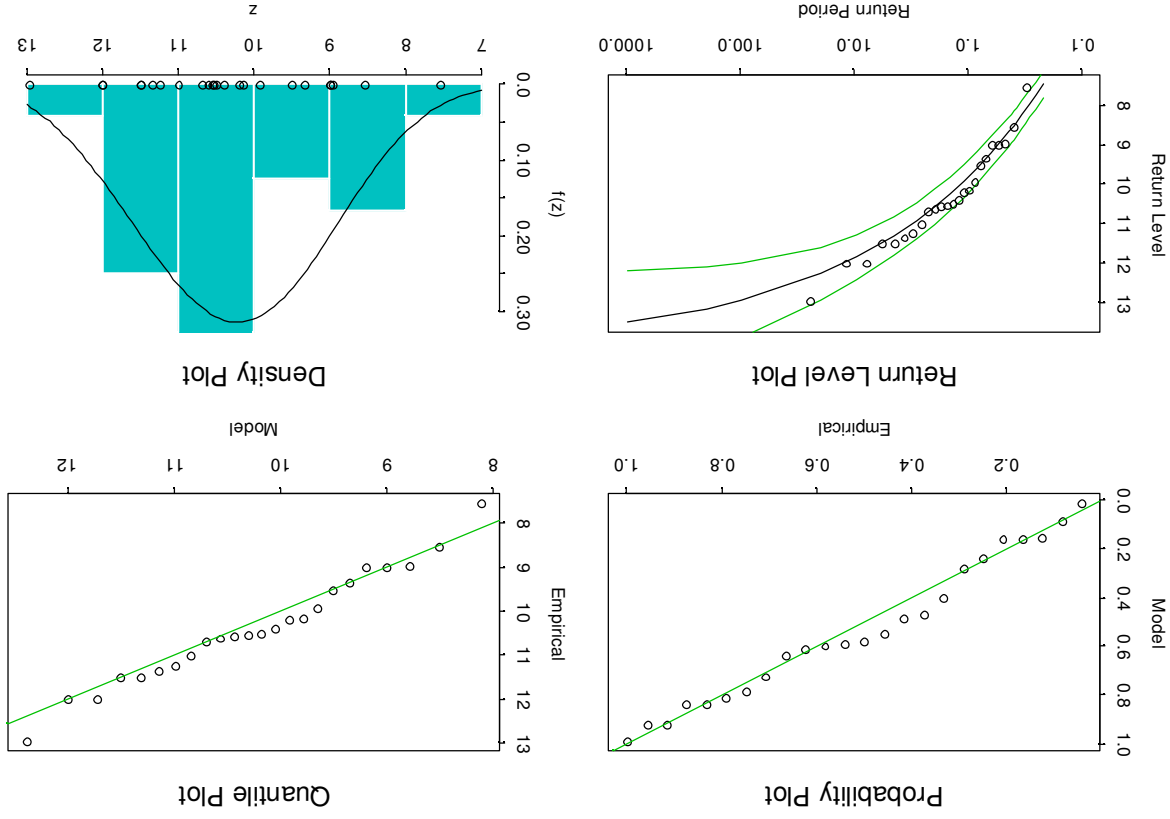 Probability Plot
Model
0.0 0.2 0.4 0.6 0.8 1.0
0.2 0.4 0.6 0.8 1.0
Empirical
Quantile Plot
Empirical
8 9 10 11 12 13
8 9 10 11 12
Model
Return Level Plot
Return Level
8 9 10 11 12 13
0.1 1.0 10.0 100.0 1000.0
Return Period
Density Plot
f(z)
0.0 0.10 0.20 0.30
7 8 9 10 11 12 13
z